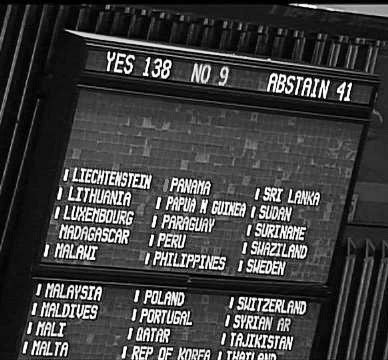 YES 138 NO 9 ABSTAIN 41
LIECHTENSTEIN PANAMA SRI LANKA
LITHUANIA PAPUA N GUINEA SUDAN
LUXEMBOURG PARAGUAY SURINAME
MADAGASCAR PERU SWAZILAND
MALAWI PHILIPPINES SWEDEN
MALAYSIA POLAND SWITZERLAND
MALDIVES PORTUGAL SYRIAN AR
MALI QATAR TAJIKISTAN
MALTA REP OF KOREA THAILAND